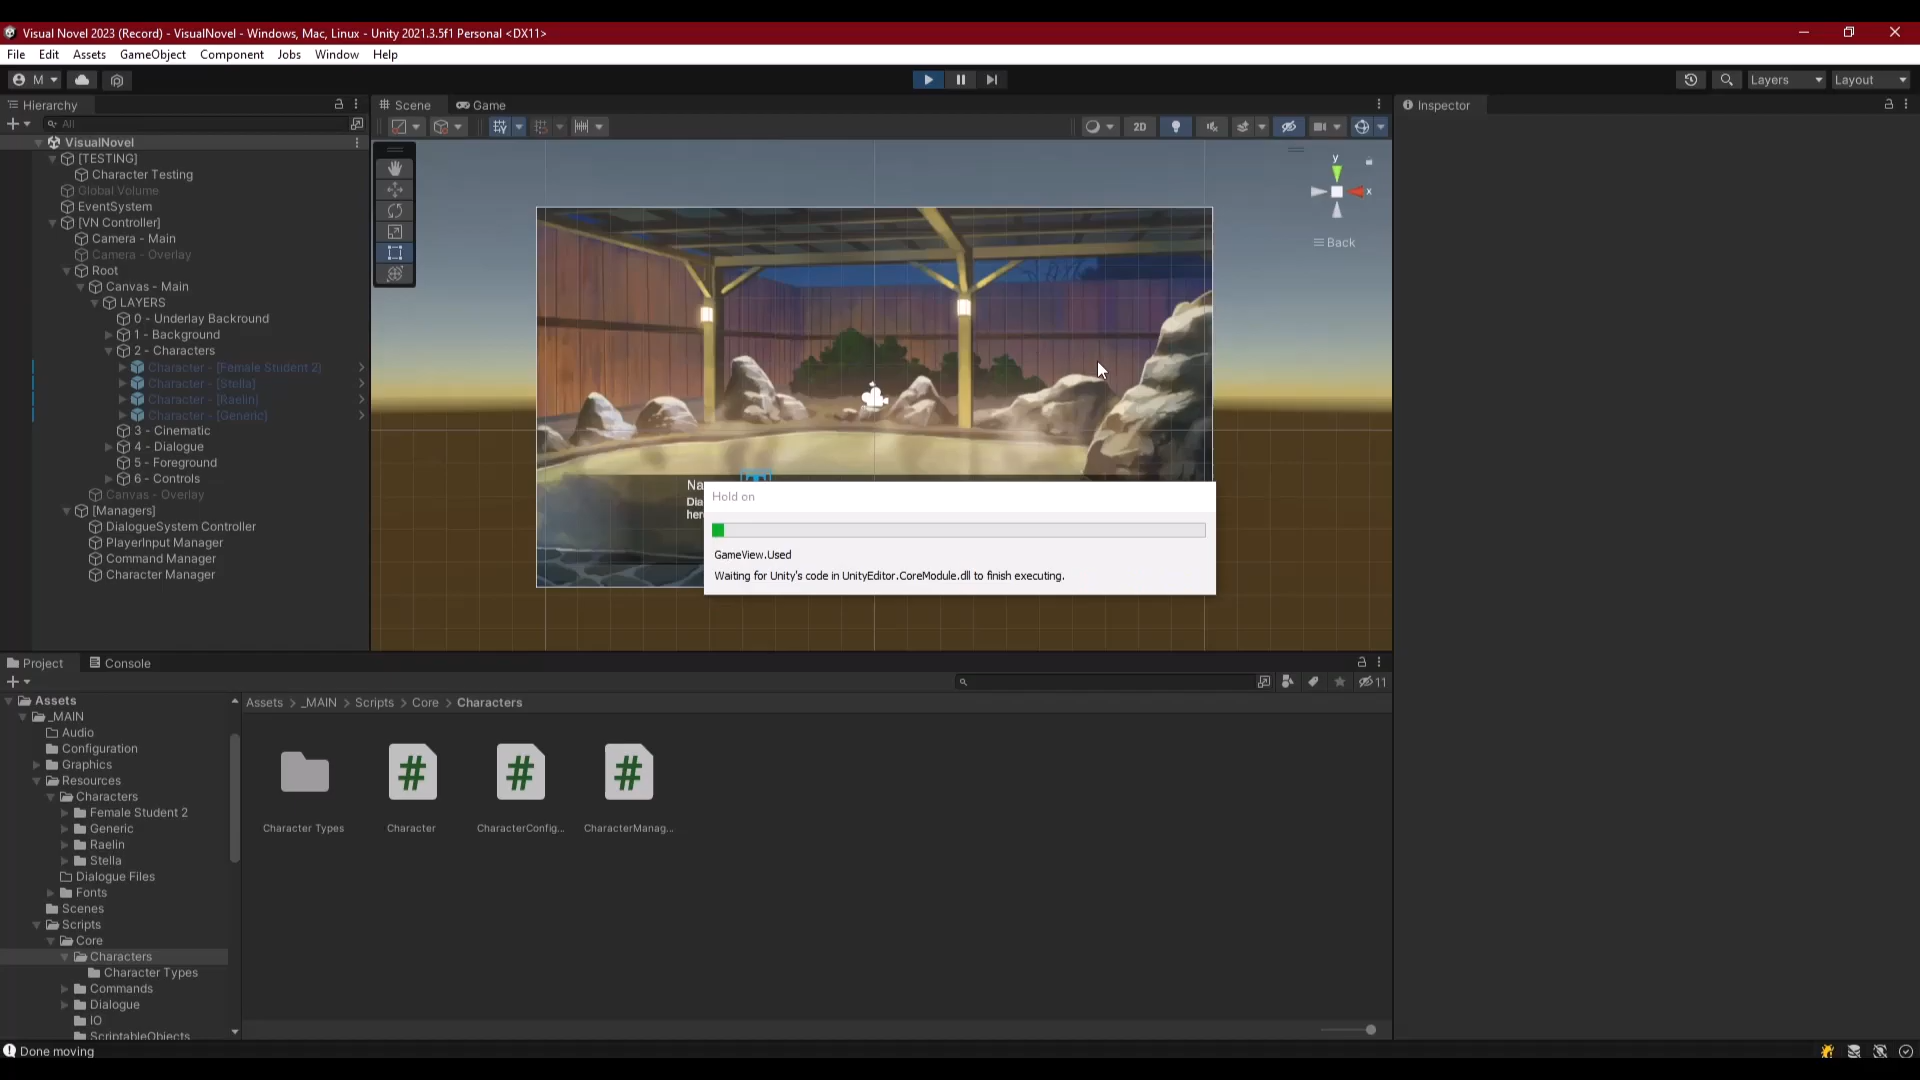 Visual Novel 2023 (Record) - VisualNovel - Windows, Mac, Linux - Unity 2021.3.5f1 Personal <DX11>
File Edit Assets GameObject Component Jobs Window Help
M Layers Layout
Hierarchy
All
VisualNovel
[TESTING]
Character Testing
Global Volume
EventSystem
[VN Controller]
Camera - Main
Camera - Overlay
Root
Canvas - Main
LAYERS
0 - Underlay Backround
1 - Background
2 - Characters
Character - [Female Student 2]
Character - [Stella]
Character - [Raelin]
Character - [Generic]
3 - Cinematic
4 - Dialogue
5 - Foreground
6 - Controls
Canvas - Overlay
[Managers]
DialogueSystem Controller
PlayerInput Manager
Command Manager
Character Manager
Scene Game
2D
y
x
Back
Na
Dia
her
Hold on
GameView.Used
Waiting for Unity's code in UnityEditor.CoreModule.dll to finish executing.
Inspector
Project Console
11
Assets
_MAIN
Audio
Configuration
Graphics
Resources
Characters
Female Student 2
Generic
Raelin
Stella
Dialogue Files
Fonts
Scenes
Scripts
Core
Characters
Character Types
Commands
Dialogue
IO
ScriptableObjects
Assets > _MAIN > Scripts > Core > Characters
# # #
Character Types Character CharacterConfig... CharacterManag...
Done moving